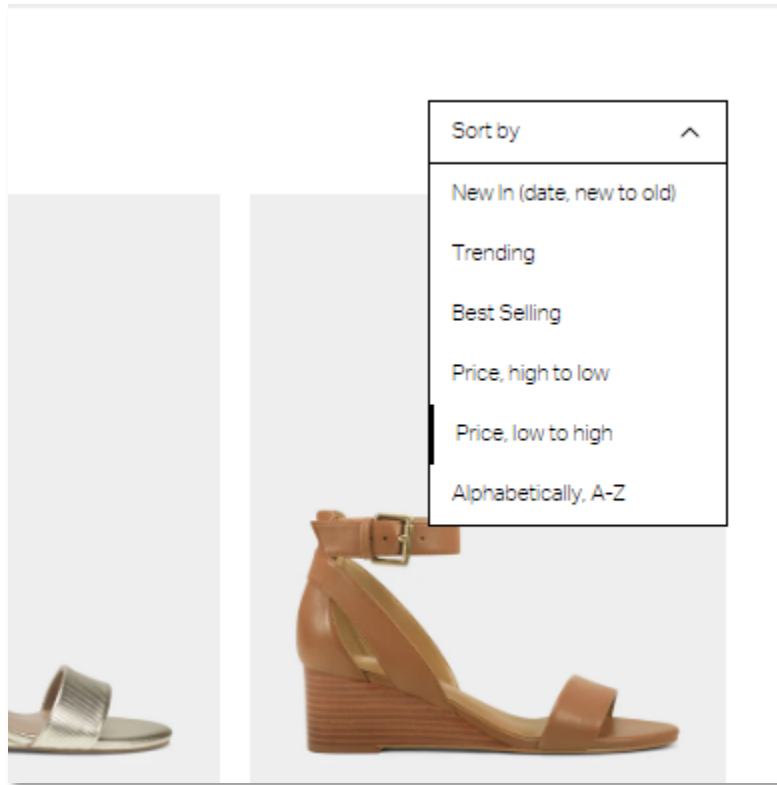 Sort by
New In (date, new to old)
Trending
Best Selling
Price, high to low
Price, low to high
Alphabetically, A-Z